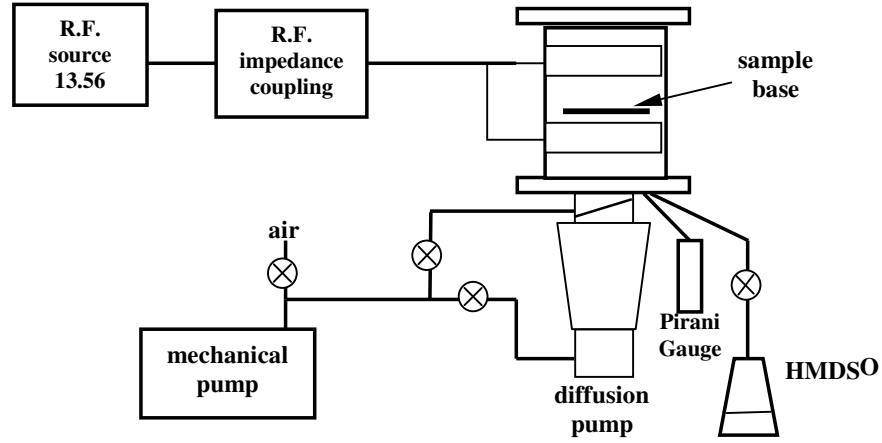 R.F.
source
13.56
R.F.
impedance
coupling
sample
base
air
mechanical
pump
diffusion
pump
Pirani
Gauge
HMDSO